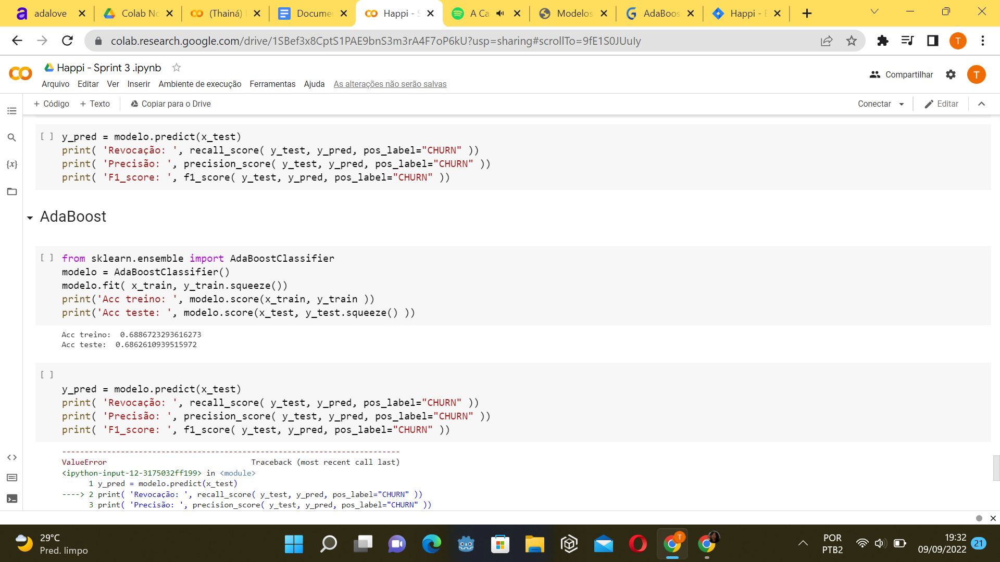 adalove
Colab No
(Thainá)
Docume
Happi - S
A Ca
Modelos
AdaBoos
Happi - E
colab.research.google.com/drive/1SBef3x8CptS1PAE9bnS3m3rA4F7oP6kU?usp=sharing#scrollTo=9fE1S0JUuIy
T
Happi - Sprint 3 .ipynb
Arquivo Editar Ver Inserir Ambiente de execução Ferramentas Ajuda As alterações não serão salvas
Compartilhar
T
+ Código + Texto Copiar para o Drive
Conectar Editar
[ ] y_pred = modelo.predict(x_test)
print( 'Revocação: ', recall_score( y_test, y_pred, pos_label="CHURN" ))
print( 'Precisão: ', precision_score( y_test, y_pred, pos_label="CHURN" ))
print( 'F1_score: ', f1_score( y_test, y_pred, pos_label="CHURN" ))
AdaBoost
[ ] from sklearn.ensemble import AdaBoostClassifier
modelo = AdaBoostClassifier()
modelo.fit( x_train, y_train.squeeze())
print('Acc treino: ', modelo.score(x_train, y_train ))
print('Acc teste: ', modelo.score(x_test, y_test.squeeze() ))
Acc treino:  0.6886723293616273
Acc teste:  0.6862610939515972
[ ]
y_pred = modelo.predict(x_test)
print( 'Revocação: ', recall_score( y_test, y_pred, pos_label="CHURN" ))
print( 'Precisão: ', precision_score( y_test, y_pred, pos_label="CHURN" ))
print( 'F1_score: ', f1_score( y_test, y_pred, pos_label="CHURN" ))
---------------------------------------------------------------------------
ValueError                                Traceback (most recent call last)
<ipython-input-12-3175032ff199> in <module>
      1 y_pred = modelo.predict(x_test)
----> 2 print( 'Revocação: ', recall_score( y_test, y_pred, pos_label="CHURN" ))
      3 print( 'Precisão: ', precision_score( y_test, y_pred, pos_label="CHURN" ))
29°C
Pred. limpo
T
POR
PTB2
19:32
09/09/2022
21